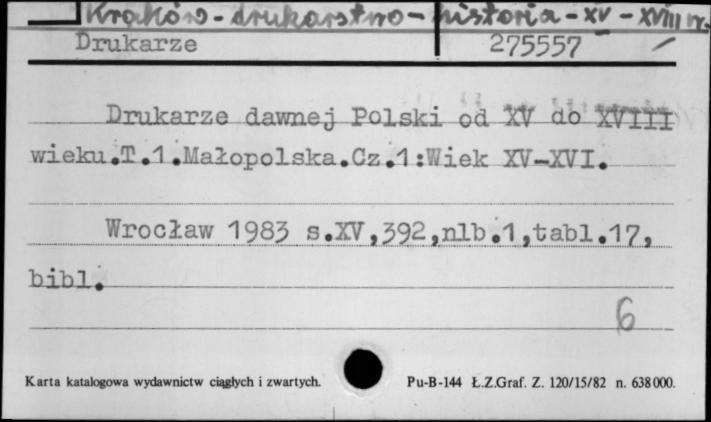 Kraków - drukarstwo - historia - XV - XVIII w.
Drukarze 275557
Drukarze dawnej Polski od XV do XVIII
wieku.T.1.Małopolska.Cz.1:Wiek XV-XVI.
Wrocław 1983 s.XV,392,nlb.1,tabl.17,
bibl.
6
Karta katalogowa wydawnictw ciągłych i zwartych. Pu-B-144 Ł.Z.Graf. Z. 120/15/82 n. 638000.